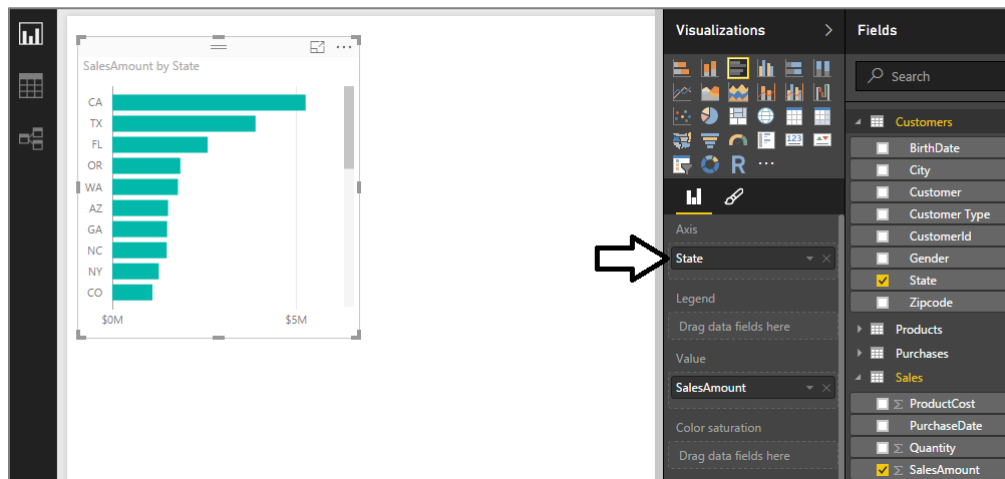 SalesAmount by State
CA
TX
FL
OR
WA
AZ
GA
NC
NY
CO
$0M
$5M
Visualizations
123
R
Axis
State
Legend
Drag data fields here
Value
SalesAmount
Color saturation
Drag data fields here
Fields
Search
Customers
BirthDate
City
Customer
Customer Type
CustomerId
Gender
State
Zipcode
Products
Purchases
Sales
Σ ProductCost
PurchaseDate
Σ Quantity
Σ SalesAmount